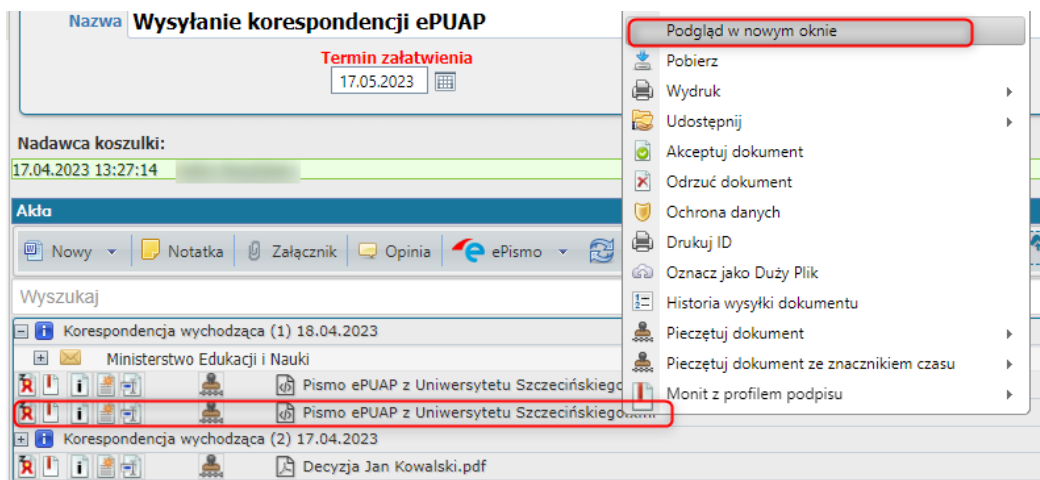 Nazwa Wysyłanie korespondencji ePUAP
Termin załatwienia
17.05.2023
Nadawca koszulki:
17.04.2023 13:27:14
Akta
Nowy Notatka Załącznik Opinia ePismo
Wyszukaj
Korespondencja wychodząca (1) 18.04.2023
Ministerstwo Edukacji i Nauki
Pismo ePUAP z Uniwersytetu Szczecińskiego
Pismo ePUAP z Uniwersytetu Szczecińskiego.xml
Korespondencja wychodząca (2) 17.04.2023
Decyzja Jan Kowalski.pdf
Podgląd w nowym oknie
Pobierz
Wydruk
Udostępnij
Akceptuj dokument
Odrzuć dokument
Ochrona danych
Drukuj ID
Oznacz jako Duży Plik
Historia wysyłki dokumentu
Pieczętuj dokument
Pieczętuj dokument ze znacznikiem czasu
Monit z profilem podpisu